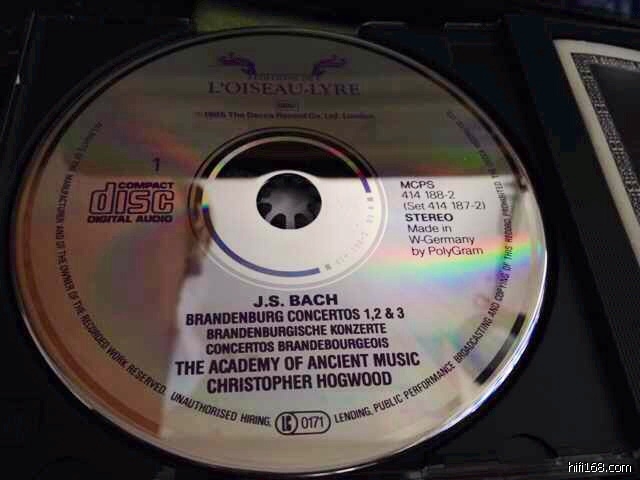 EDITIONS DE
L'OISEAU-LYRE
℗ 1985 The Decca Record Co. Ltd. London.
1
COMPACT
disc
DIGITAL AUDIO
MCPS
414 188-2
(Set 414 187-2)
STEREO
Made in
W-Germany
by PolyGram
J.S. BACH
BRANDENBURG CONCERTOS 1,2 & 3
BRANDENBURGISCHE KONZERTE
CONCERTOS BRANDEBOURGEOIS
THE ACADEMY OF ANCIENT MUSIC
CHRISTOPHER HOGWOOD
MANUFACTURER AND OF THE OWNER OF THE RECORDED WORK RESERVED. UNAUTHORISED HIRING, LENDING, PUBLIC PERFORMANCE BROADCASTING AND COPYING OF THIS RECORD PROHIBITED
LC 0171
hifi168.com